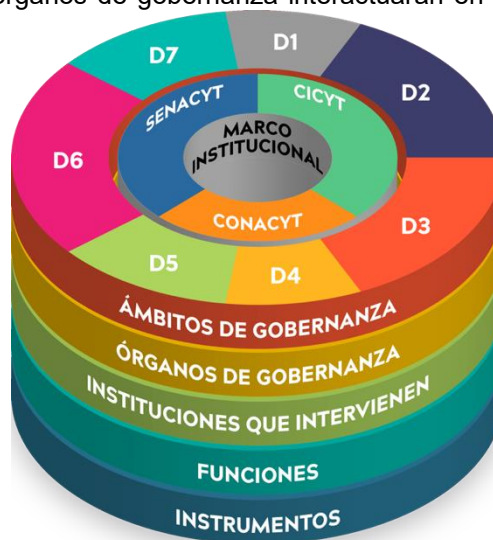 órganos de gobernanza interactuarán en
D7
D1
D2
SENACYT
CICYT
MARCO
INSTITUCIONAL
D6
D3
CONACYT
D5
D4
ÁMBITOS DE GOBERNANZA
ÓRGANOS DE GOBERNANZA
INSTITUCIONES QUE INTERVIENEN
FUNCIONES
INSTRUMENTOS